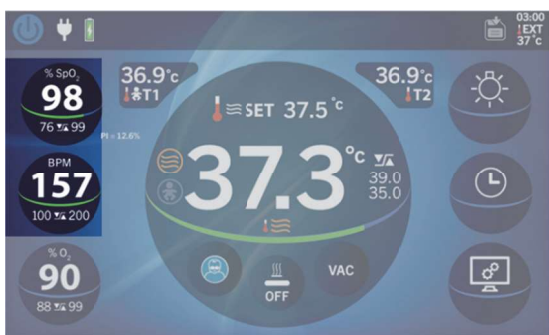 03:00
EXT
37°c
% SpO₂
98
76 99
PI = 12.6%
36.9°c
T1
36.9°c
T2
SET 37.5°c
37.3°c
39.0
35.0
BPM
157
100 200
% O₂
90
88 99
OFF
VAC